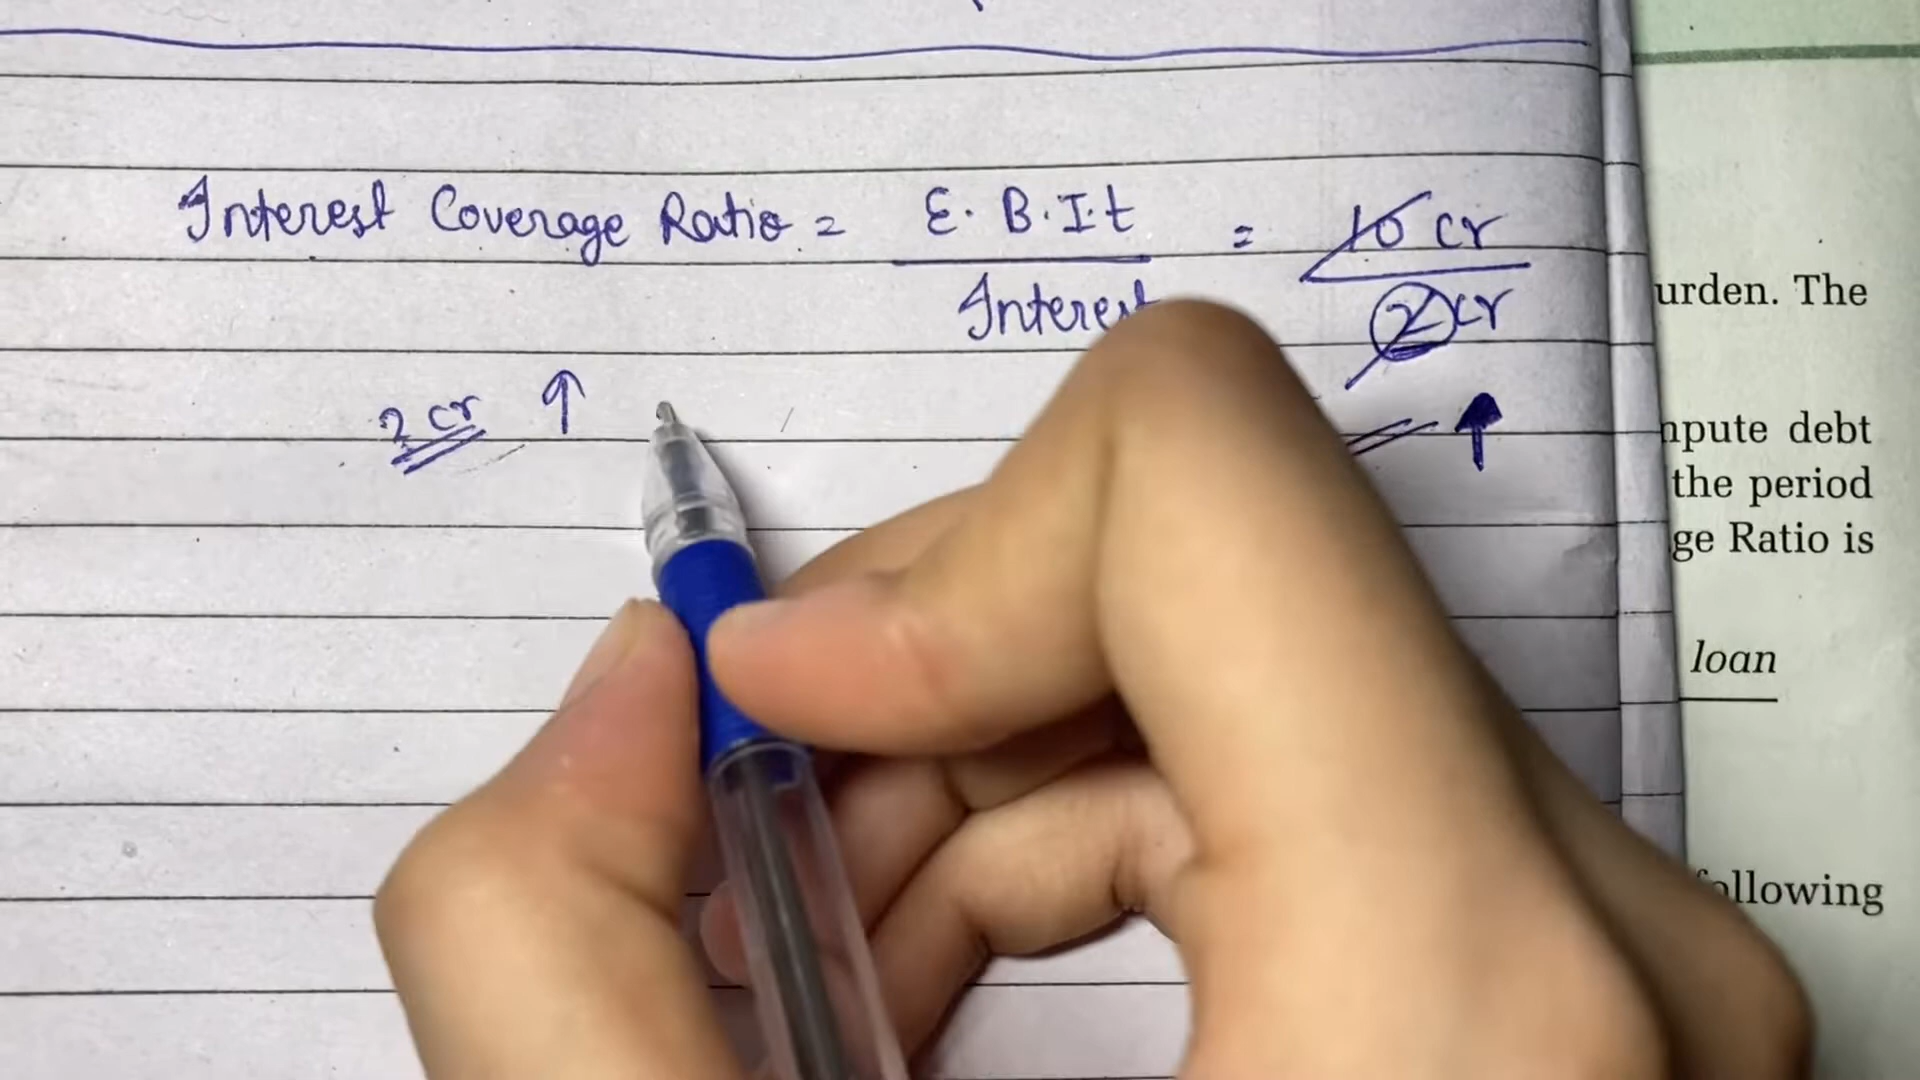 Interest Coverage Ratio = E. B. I. t / Interest = 10 cr / 2 cr
2 cr ↑ ↑
urden. The
npute debt
the period
ge Ratio is
loan
following